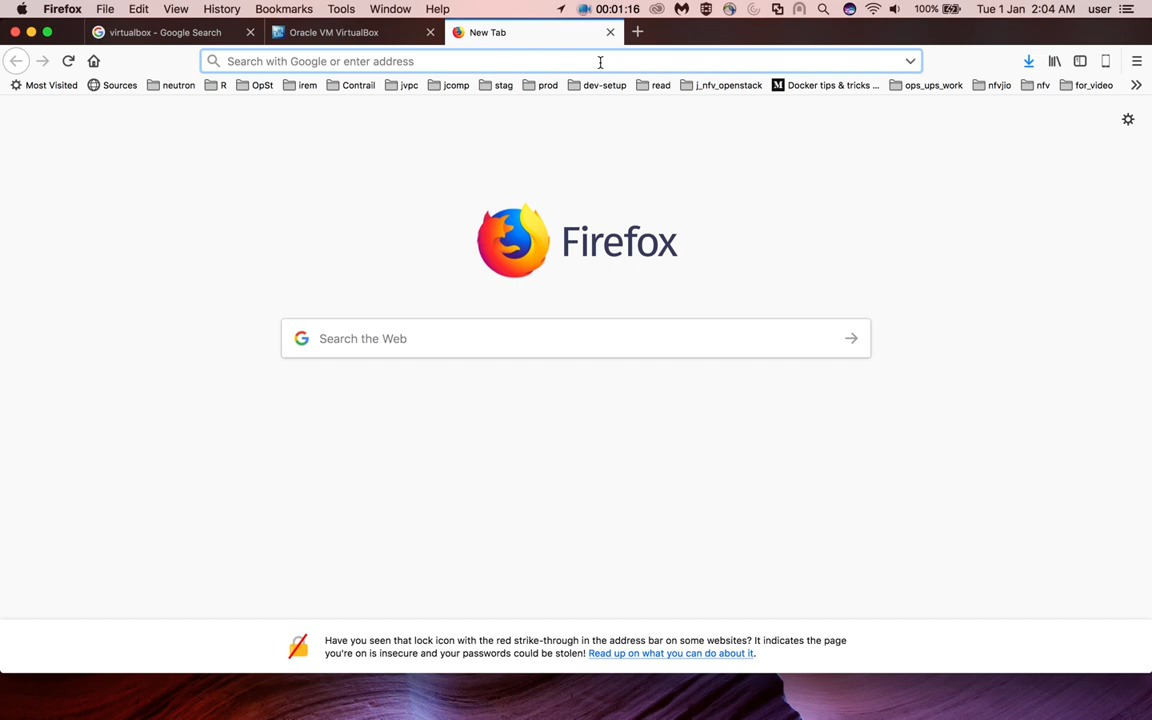 Firefox File Edit View History Bookmarks Tools Window Help 00:01:16 100% Tue 1 Jan 2:04 AM user
virtualbox - Google Search Oracle VM VirtualBox New Tab
Search with Google or enter address
Most Visited Sources neutron R OpSt irem Contrail jvpc jcomp stag prod dev-setup read j_nfv_openstack Docker tips & tricks ... ops_ups_work nfvjio nfv for_video
Firefox
Search the Web
Have you seen that lock icon with the red strike-through in the address bar on some websites? It indicates the page
you're on is insecure and your passwords could be stolen! Read up on what you can do about it.